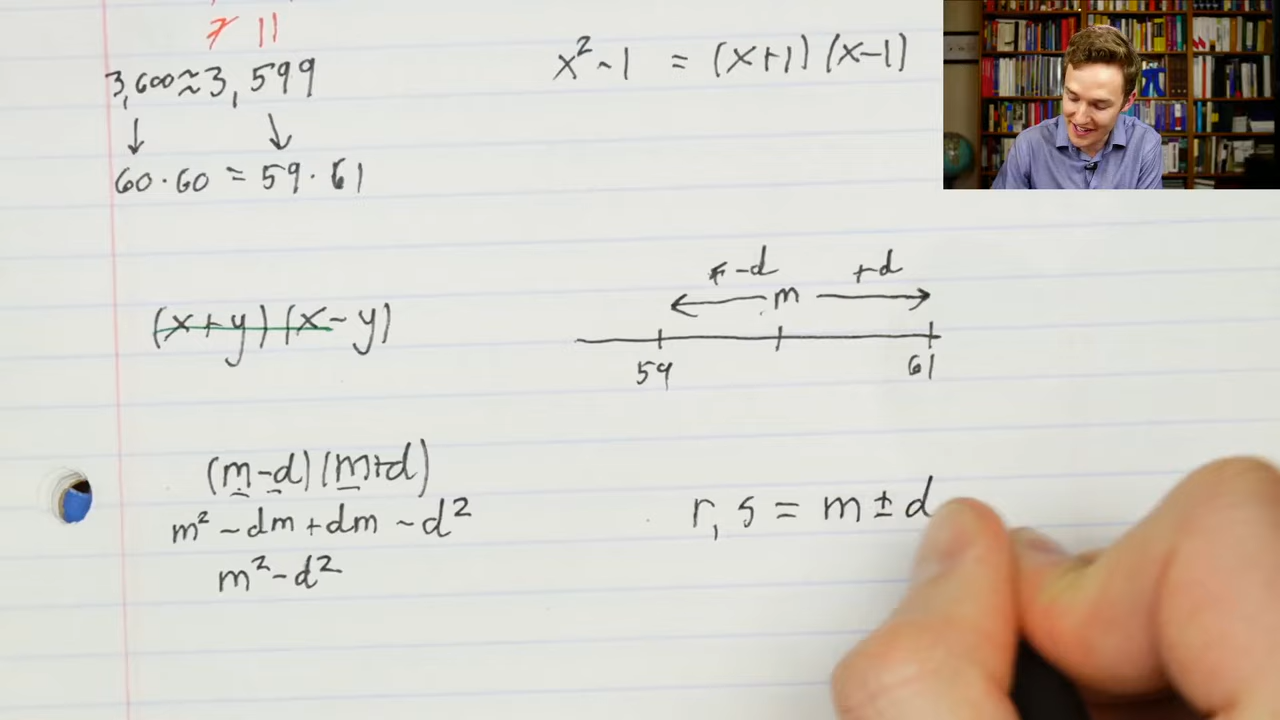 7 11
3,600≈3,599
↓ ↓
60·60 = 59·61
x²-1 = (x+1)(x-1)
(x+y)(x-y)
-d +d
m
59 61
(m-d)(m+d)
m²-dm+dm-d²
m²-d²
r, s = m±d